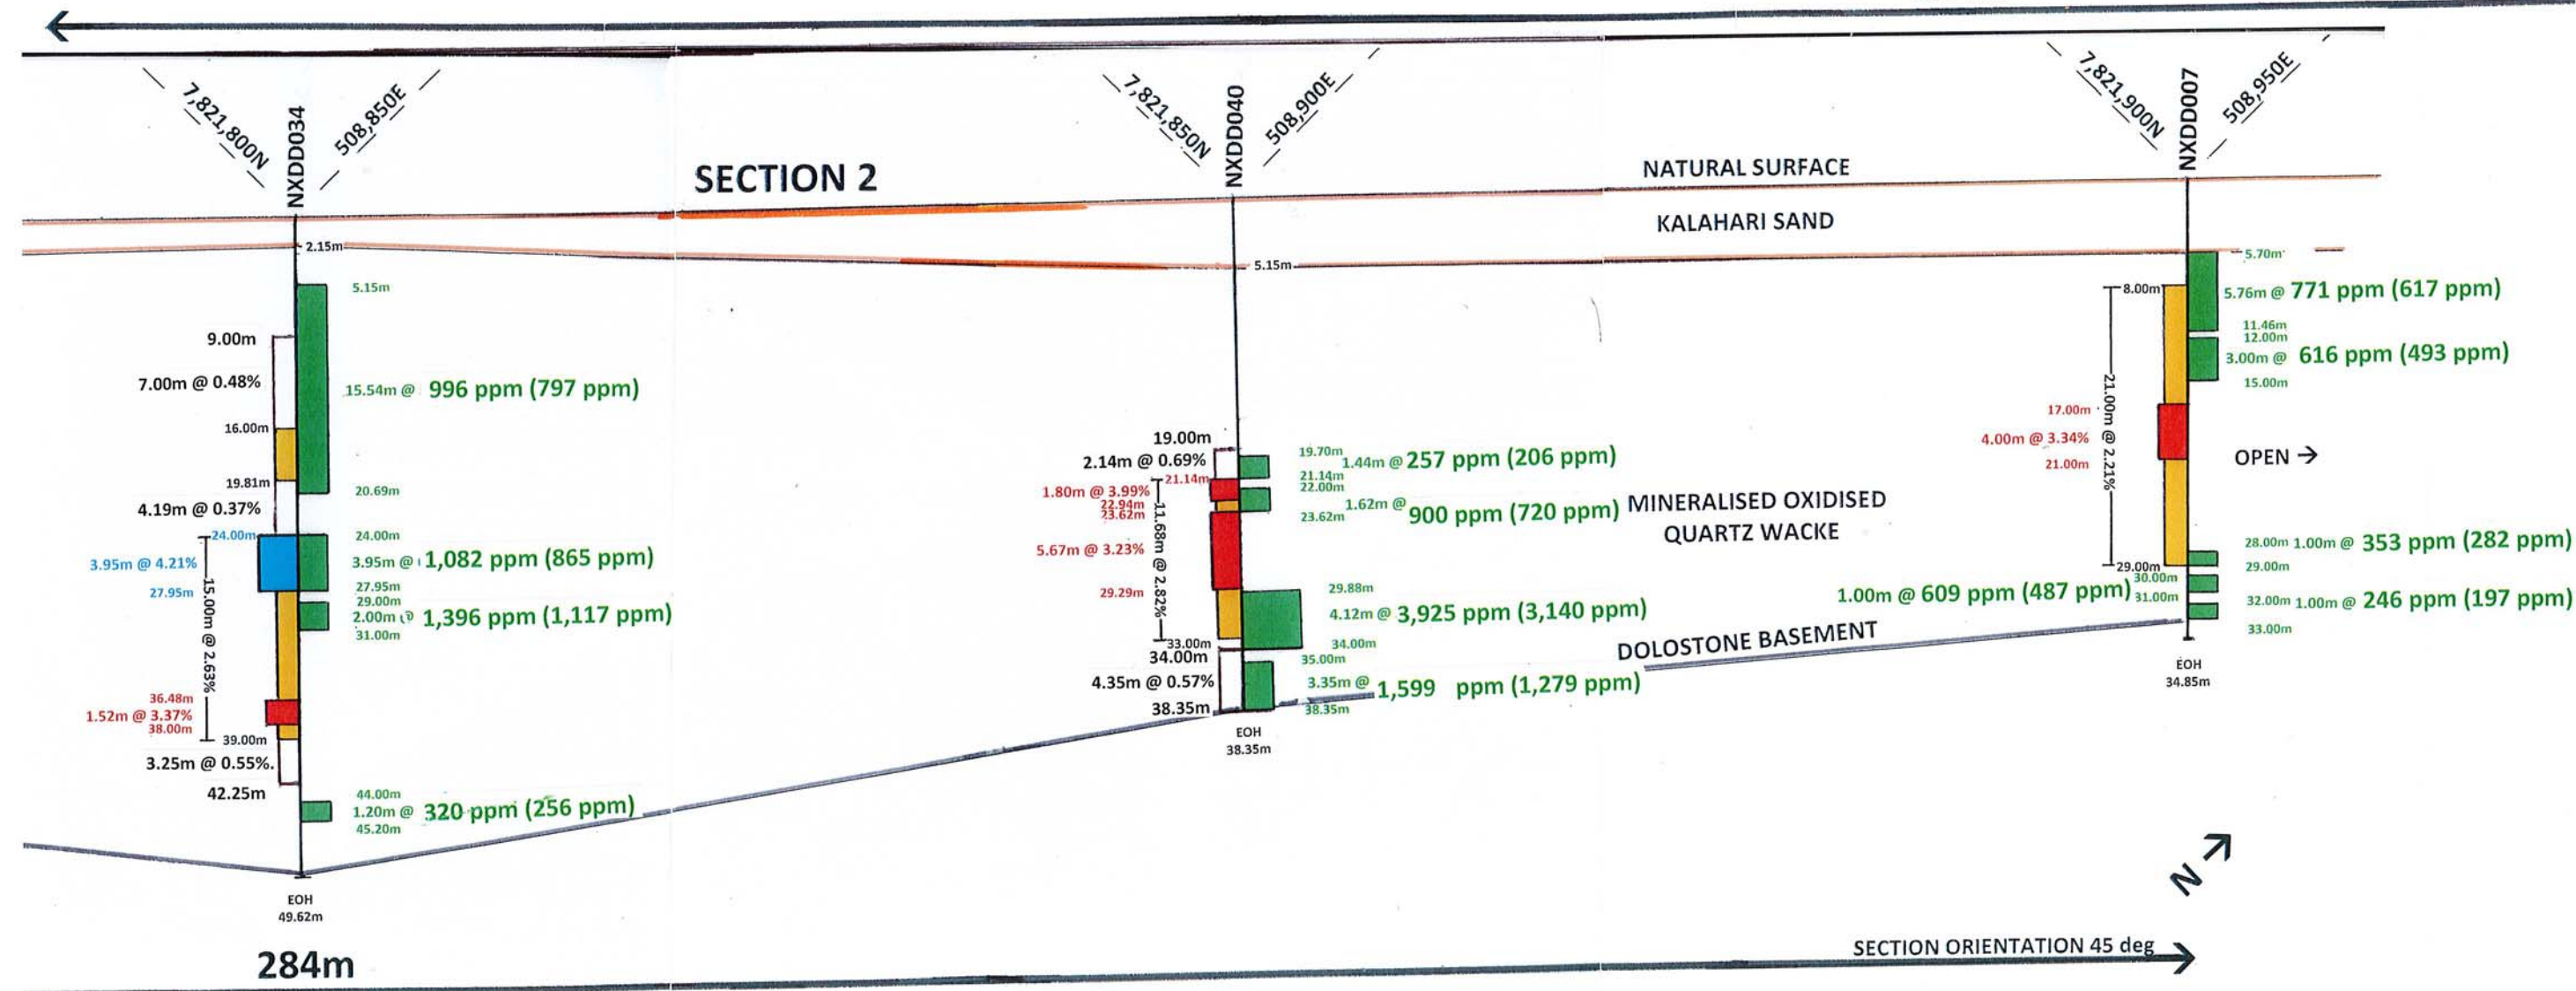 SECTION 2
7,821,800N
NXDD034
508,850E
2.15m
9.00m
7.00m @ 0.48%
16.00m
19.81m
4.19m @ 0.37%
24.00m
3.95m @ 4.21%
27.95m
15.00m @ 2.63%
36.48m
1.52m @ 3.37%
38.00m
39.00m
3.25m @ 0.55%.
42.25m
5.15m
15.54m @ 996 ppm (797 ppm)
20.69m
24.00m
3.95m @ 1,082 ppm (865 ppm)
27.95m
29.00m
2.00m @ 1,396 ppm (1,117 ppm)
31.00m
44.00m
1.20m @ 320 ppm (256 ppm)
45.20m
EOH
49.62m
284m
7,821,850N
NXDD040
508,900E
5.15m
19.00m
2.14m @ 0.69%
21.14m
1.80m @ 3.99%
22.94m
23.62m
5.67m @ 3.23%
29.29m
11.68m @ 2.82%
33.00m
34.00m
4.35m @ 0.57%
38.35m
19.70m
1.44m @ 257 ppm (206 ppm)
21.14m
22.00m
1.62m @ 900 ppm (720 ppm)
23.62m
29.88m
4.12m @ 3,925 ppm (3,140 ppm)
34.00m
35.00m
3.35m @ 1,599 ppm (1,279 ppm)
38.35m
EOH
38.35m
NATURAL SURFACE
KALAHARI SAND
MINERALISED OXIDISED
QUARTZ WACKE
DOLOSTONE BASEMENT
7,821,900N
NXDD007
508,950E
8.00m
17.00m
4.00m @ 3.34%
21.00m
21.00m @ 2.21%
29.00m
5.70m
5.76m @ 771 ppm (617 ppm)
11.46m
12.00m
3.00m @ 616 ppm (493 ppm)
15.00m
OPEN →
28.00m 1.00m @ 353 ppm (282 ppm)
29.00m
30.00m
1.00m @ 609 ppm (487 ppm)
31.00m
32.00m 1.00m @ 246 ppm (197 ppm)
33.00m
EOH
34.85m
N
SECTION ORIENTATION 45 deg